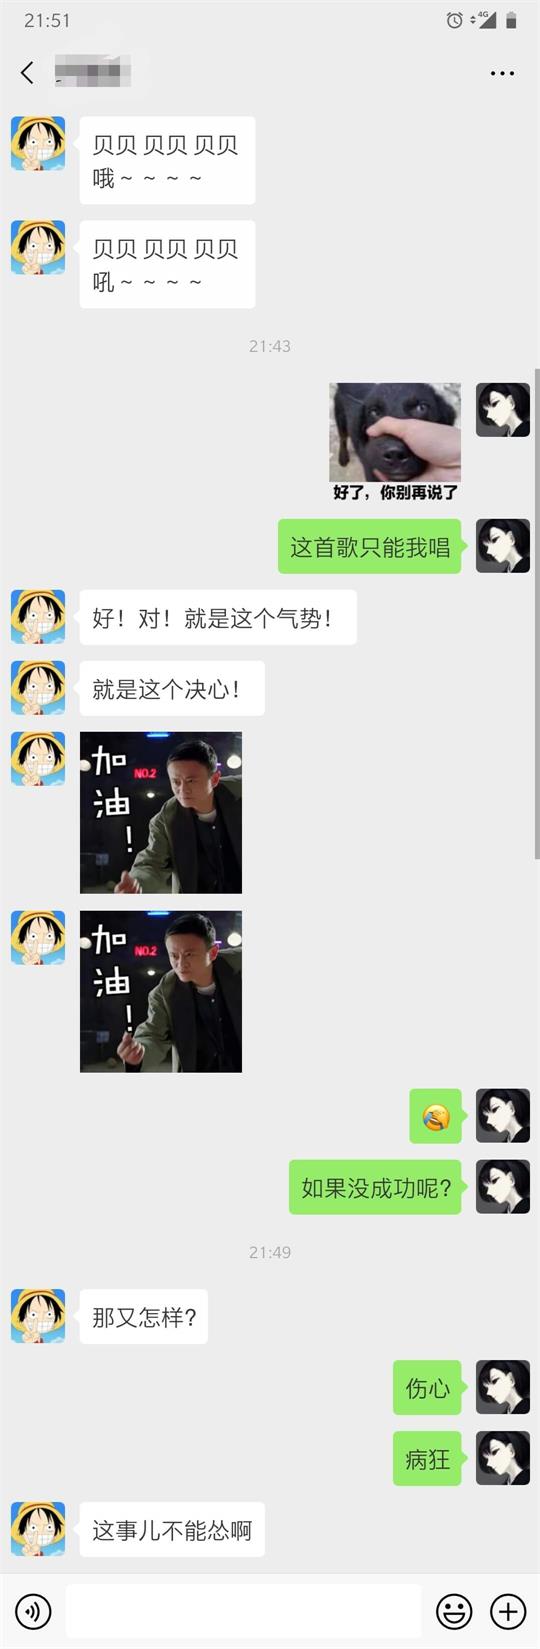 21:51
4G
贝贝 贝贝 贝贝
哦～～～～
贝贝 贝贝 贝贝
吼～～～～
21:43
好了，你别再说了
这首歌只能我唱
好！对！就是这个气势！
就是这个决心！
加油！
NO.2
加油！
NO.2
如果没成功呢？
21:49
那又怎样？
伤心
病狂
这事儿不能怂啊